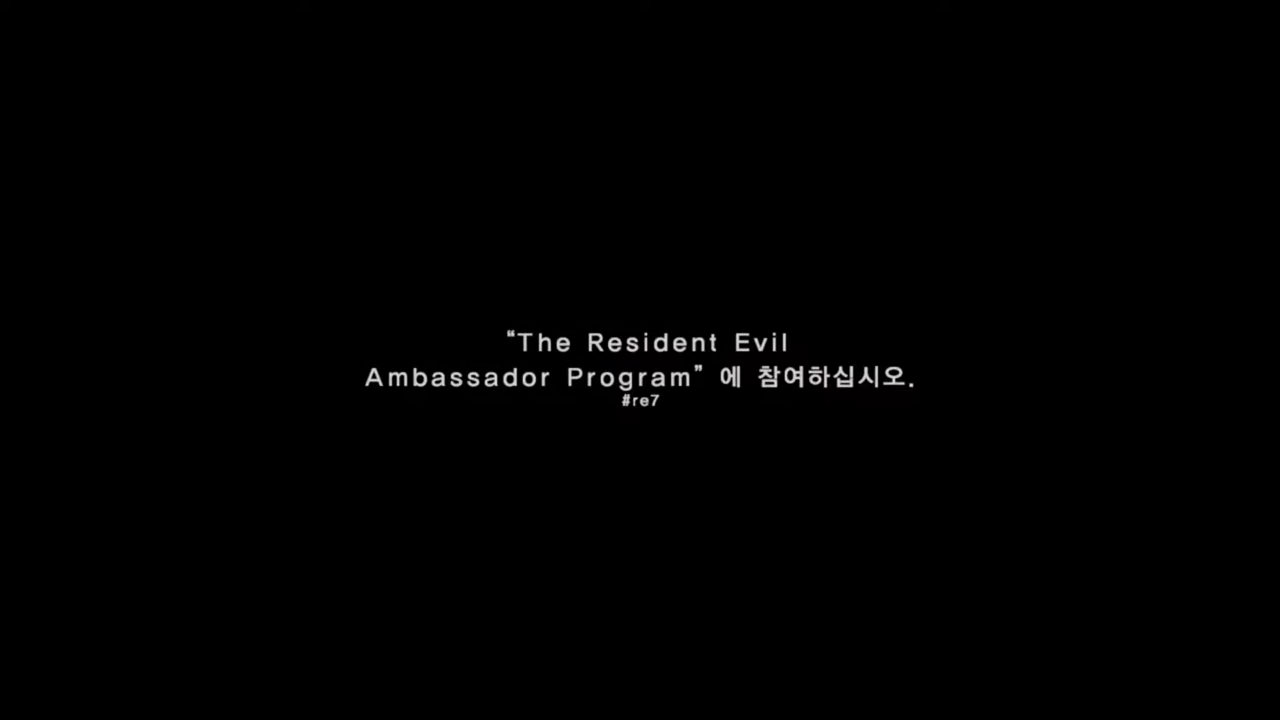 “The Resident Evil
Ambassador Program” 에 참여하십시오.
#re7